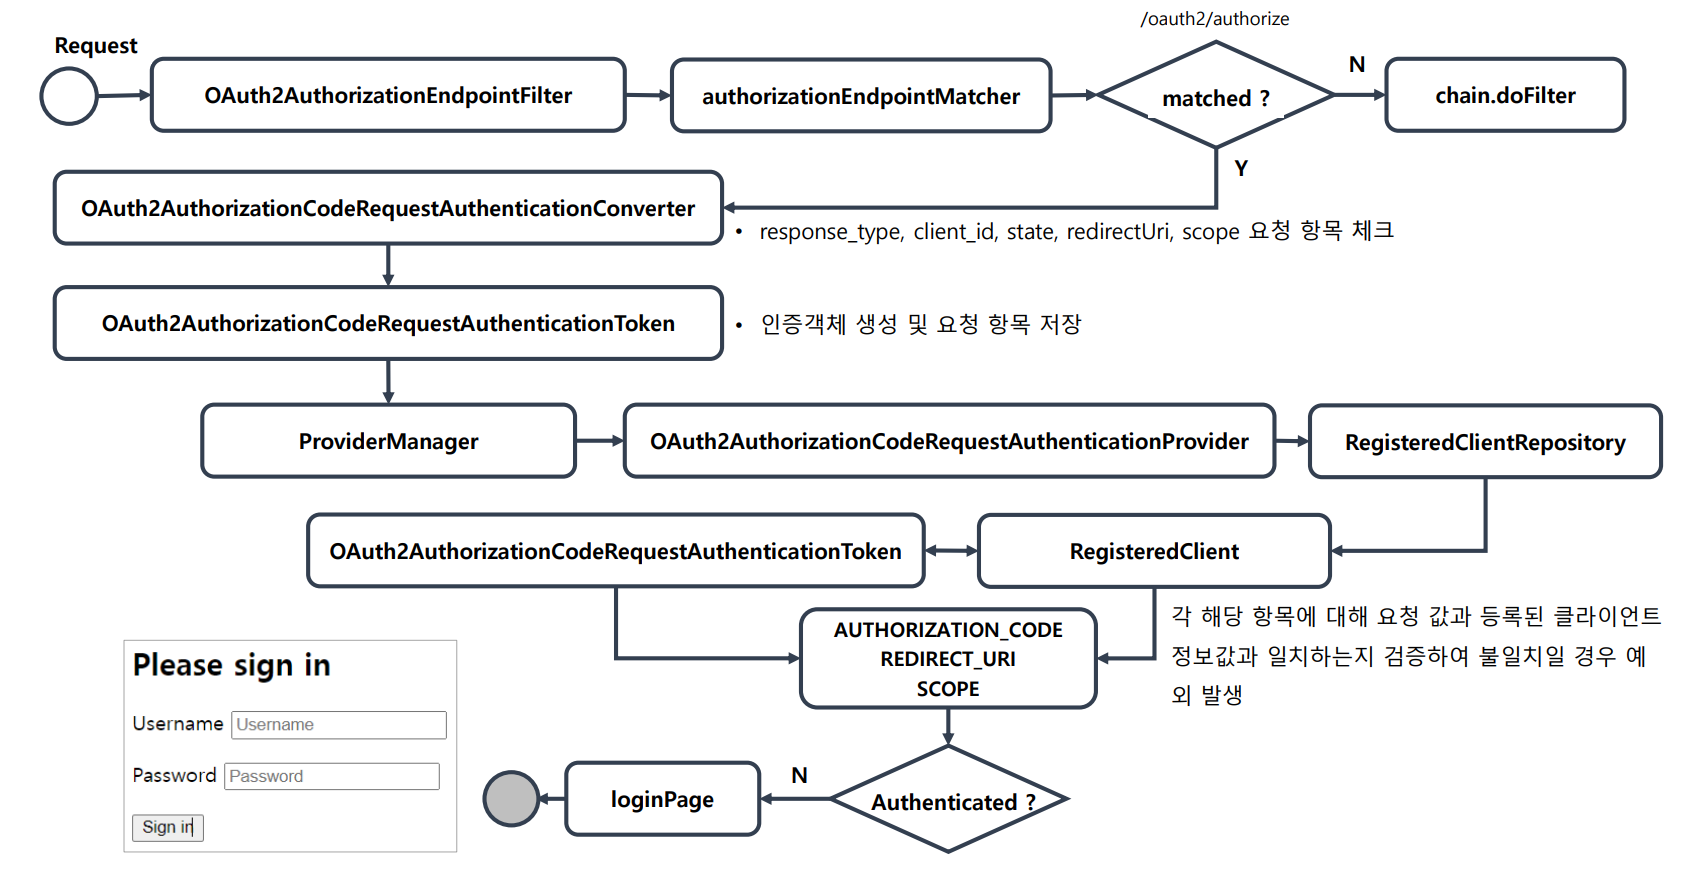 /oauth2/authorize
Request
OAuth2AuthorizationEndpointFilter
authorizationEndpointMatcher
matched ?
N
chain.doFilter
Y
OAuth2AuthorizationCodeRequestAuthenticationConverter
• response_type, client_id, state, redirectUri, scope 요청 항목 체크
OAuth2AuthorizationCodeRequestAuthenticationToken
• 인증객체 생성 및 요청 항목 저장
ProviderManager
OAuth2AuthorizationCodeRequestAuthenticationProvider
RegisteredClientRepository
OAuth2AuthorizationCodeRequestAuthenticationToken
RegisteredClient
각 해당 항목에 대해 요청 값과 등록된 클라이언트
정보값과 일치하는지 검증하여 불일치일 경우 예
외 발생
AUTHORIZATION_CODE
REDIRECT_URI
SCOPE
Authenticated ?
N
loginPage
Please sign in
Username Username
Password Password
Sign in